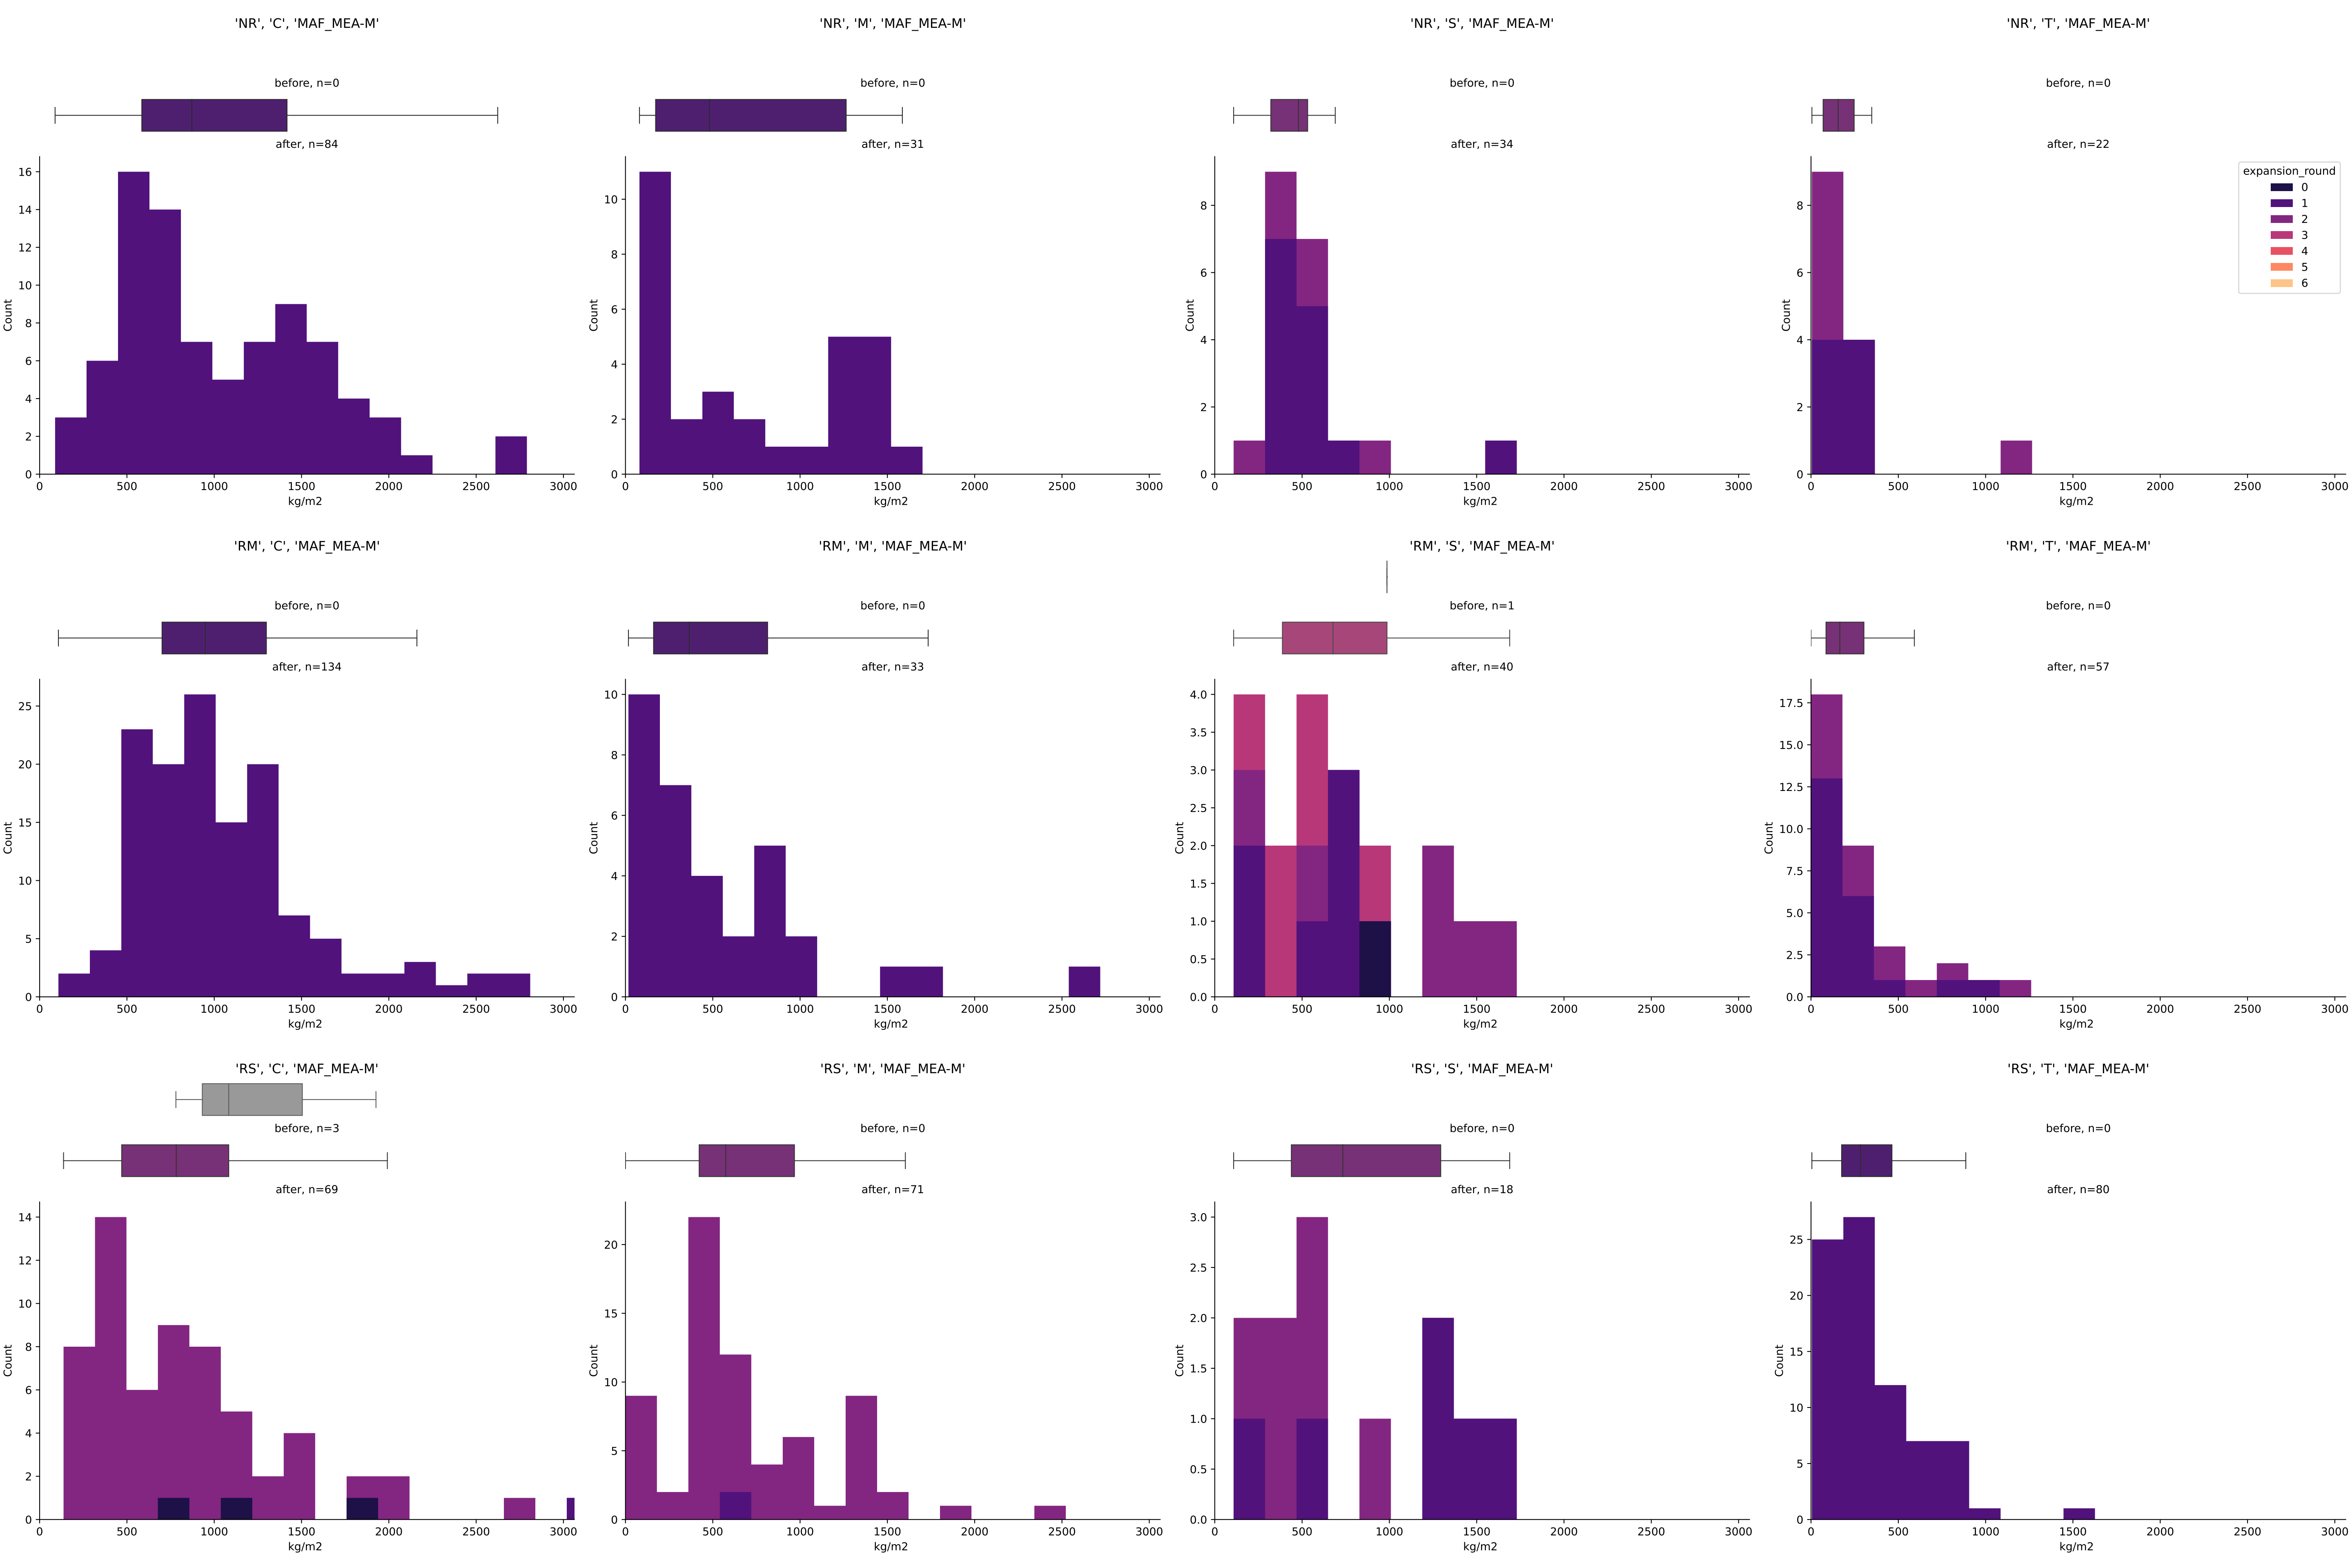 'NR', 'C', 'MAF_MEA-M'
before, n=0
after, n=84
Count
16
14
12
10
8
6
4
2
0
0 500 1000 1500 2000 2500 3000
kg/m2
'NR', 'M', 'MAF_MEA-M'
before, n=0
after, n=31
Count
10
8
6
4
2
0
0 500 1000 1500 2000 2500 3000
kg/m2
'NR', 'S', 'MAF_MEA-M'
before, n=0
after, n=34
Count
8
6
4
2
0
0 500 1000 1500 2000 2500 3000
kg/m2
'NR', 'T', 'MAF_MEA-M'
before, n=0
after, n=22
expansion_round
0
1
2
3
4
5
6
Count
8
6
4
2
0
0 500 1000 1500 2000 2500 3000
kg/m2
'RM', 'C', 'MAF_MEA-M'
before, n=0
after, n=134
Count
25
20
15
10
5
0
0 500 1000 1500 2000 2500 3000
kg/m2
'RM', 'M', 'MAF_MEA-M'
before, n=0
after, n=33
Count
10
8
6
4
2
0
0 500 1000 1500 2000 2500 3000
kg/m2
'RM', 'S', 'MAF_MEA-M'
before, n=1
after, n=40
Count
4.0
3.5
3.0
2.5
2.0
1.5
1.0
0.5
0.0
0 500 1000 1500 2000 2500 3000
kg/m2
'RM', 'T', 'MAF_MEA-M'
before, n=0
after, n=57
Count
17.5
15.0
12.5
10.0
7.5
5.0
2.5
0.0
0 500 1000 1500 2000 2500 3000
kg/m2
'RS', 'C', 'MAF_MEA-M'
before, n=3
after, n=69
Count
14
12
10
8
6
4
2
0
0 500 1000 1500 2000 2500 3000
kg/m2
'RS', 'M', 'MAF_MEA-M'
before, n=0
after, n=71
Count
20
15
10
5
0
0 500 1000 1500 2000 2500 3000
kg/m2
'RS', 'S', 'MAF_MEA-M'
before, n=0
after, n=18
Count
3.0
2.5
2.0
1.5
1.0
0.5
0.0
0 500 1000 1500 2000 2500 3000
kg/m2
'RS', 'T', 'MAF_MEA-M'
before, n=0
after, n=80
Count
25
20
15
10
5
0
0 500 1000 1500 2000 2500 3000
kg/m2